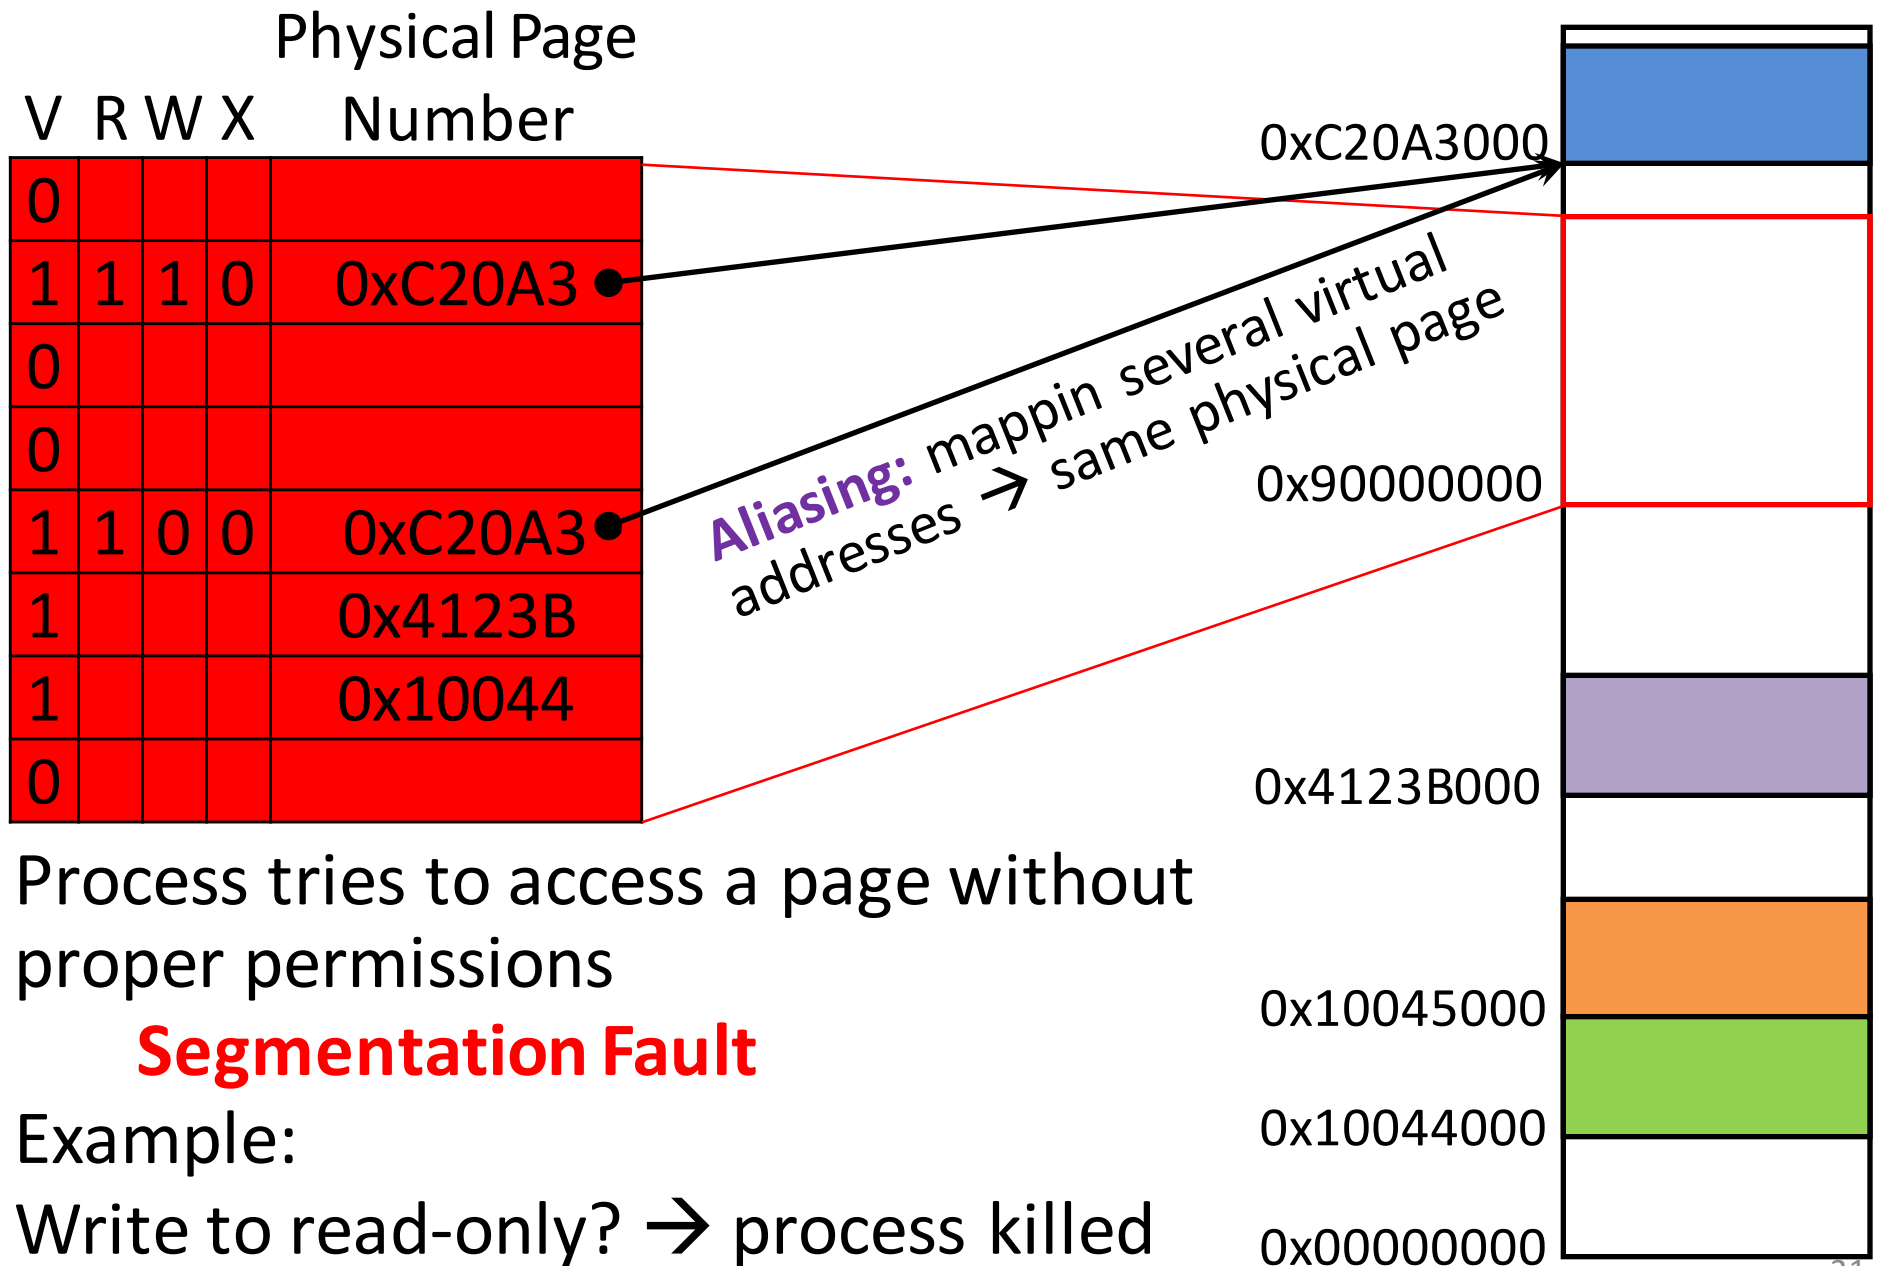 Physical Page
V R W X Number
0
1 1 1 0 0xC20A3
0
0
1 1 0 0 0xC20A3
1 0x4123B
1 0x10044
0
Aliasing: mappin several virtual
addresses → same physical page
0xC20A3000
0x90000000
0x4123B000
0x10045000
0x10044000
0x00000000
Process tries to access a page without
proper permissions
Segmentation Fault
Example:
Write to read-only? → process killed